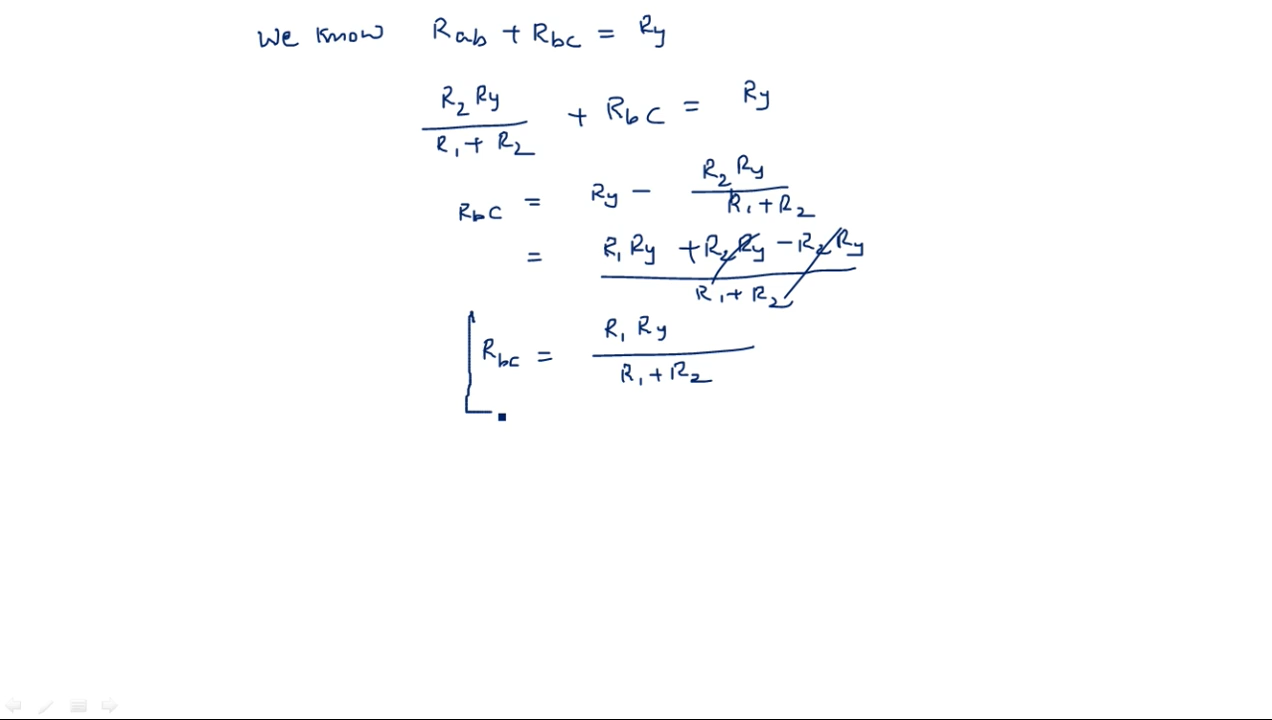 We know Rab + Rbc = Ry
R2 Ry / R1 + R2 + Rbc = Ry
Rbc = Ry - R2 Ry / R1 + R2
= R1 Ry + R2 Ry - R2 Ry / R1 + R2
Rbc = R1 Ry / R1 + R2